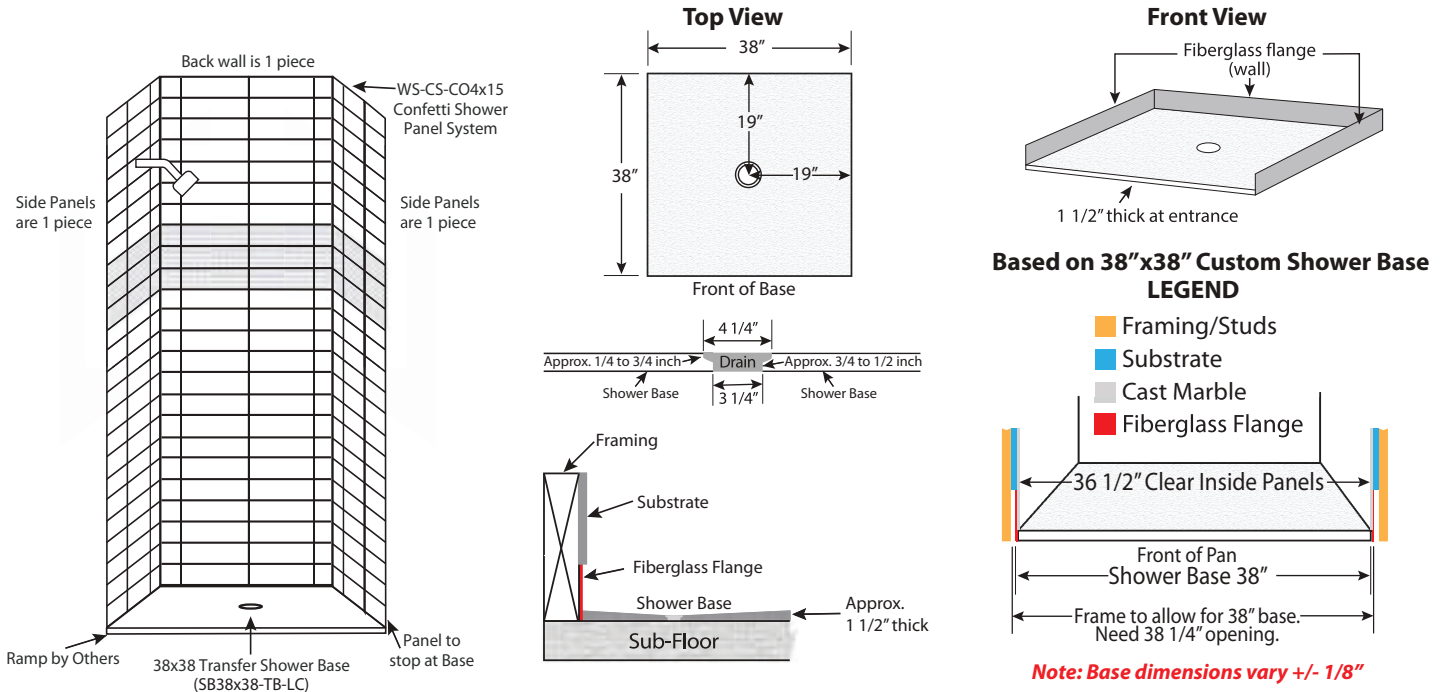 Back wall is 1 piece
WS-CS-CO4x15
Confetti Shower
Panel System
Side Panels
are 1 piece
Side Panels
are 1 piece
Ramp by Others
38x38 Transfer Shower Base
(SB38x38-TB-LC)
Panel to
stop at Base
Top View
38”
38”
19”
19”
Front of Base
4 1/4”
Approx. 1/4 to 3/4 inch
Drain
Approx. 3/4 to 1/2 inch
Shower Base
3 1/4”
Shower Base
Framing
Substrate
Fiberglass Flange
Shower Base
Approx.
1 1/2” thick
Sub-Floor
Front View
Fiberglass flange
(wall)
1 1/2” thick at entrance
Based on 38”x38” Custom Shower Base
LEGEND
Framing/Studs
Substrate
Cast Marble
Fiberglass Flange
36 1/2” Clear Inside Panels
Front of Pan
Shower Base 38”
Frame to allow for 38” base.
Need 38 1/4” opening.
Note: Base dimensions vary +/- 1/8”